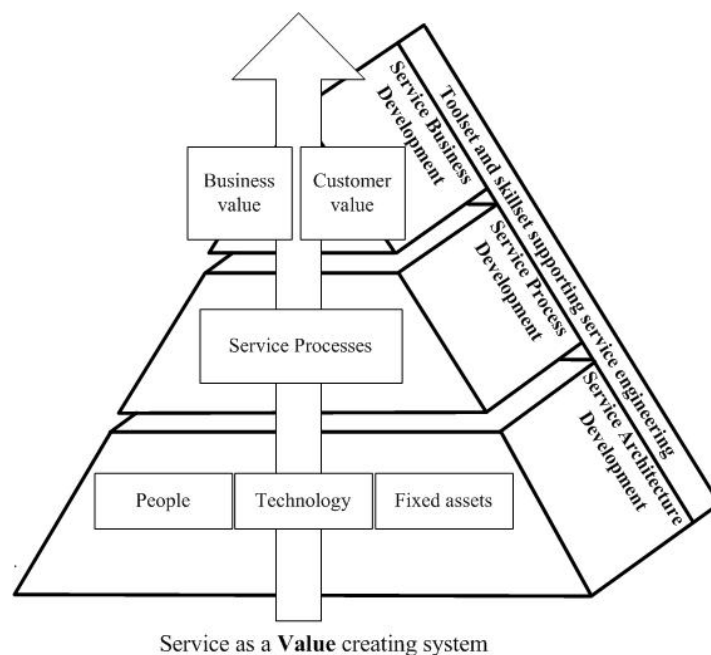 Business
value
Customer
value
Service Business
Development
Toolset and skillset supporting service engineering
Service Processes
Service Process
Development
People
Technology
Fixed assets
Service Architecture
Development
Service as a Value creating system